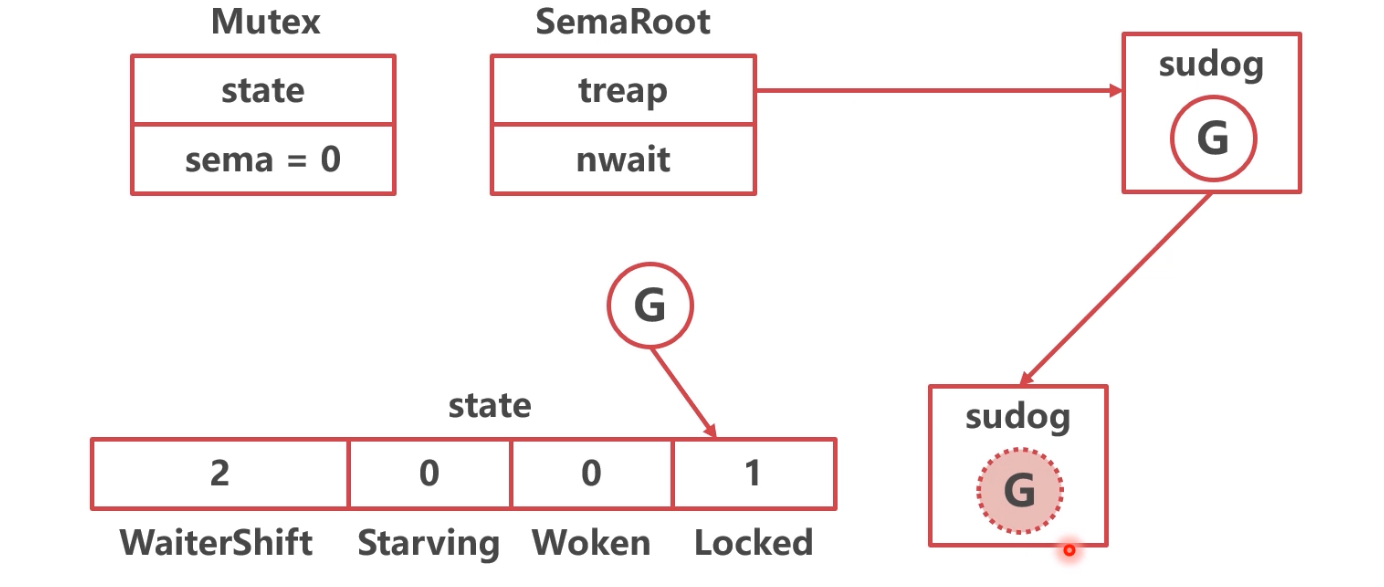 Mutex
state
sema = 0
SemaRoot
treap
nwait
sudog
G
G
state
2 0 0 1
WaiterShift Starving Woken Locked
sudog
G